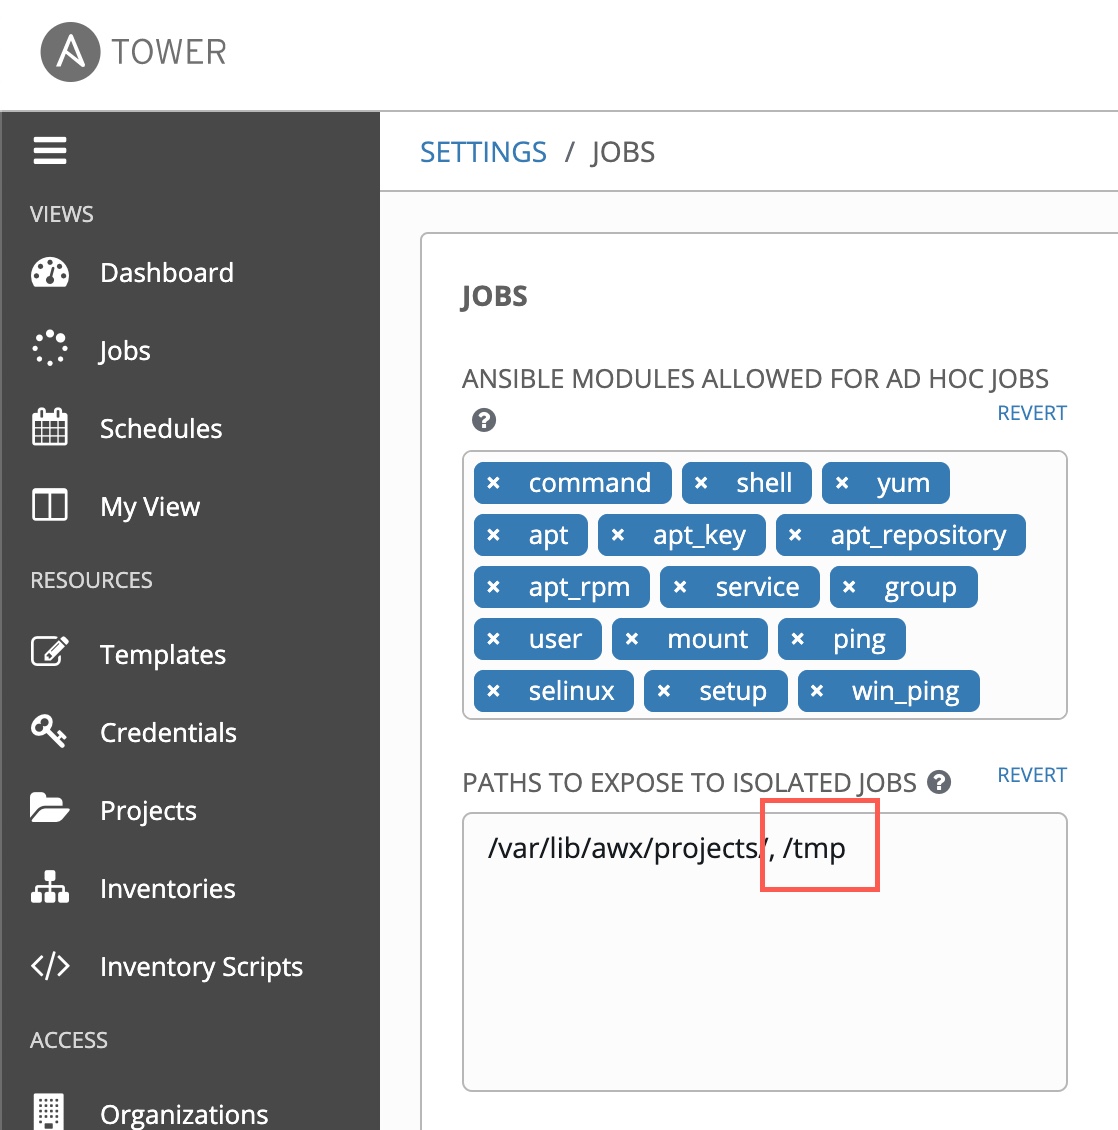 TOWER
SETTINGS / JOBS
VIEWS
Dashboard
Jobs
Schedules
My View
RESOURCES
Templates
Credentials
Projects
Inventories
Inventory Scripts
ACCESS
Organizations
JOBS
ANSIBLE MODULES ALLOWED FOR AD HOC JOBS
? REVERT
× command × shell × yum
× apt × apt_key × apt_repository
× apt_rpm × service × group
× user × mount × ping
× selinux × setup × win_ping
PATHS TO EXPOSE TO ISOLATED JOBS ? REVERT
/var/lib/awx/projects/, /tmp